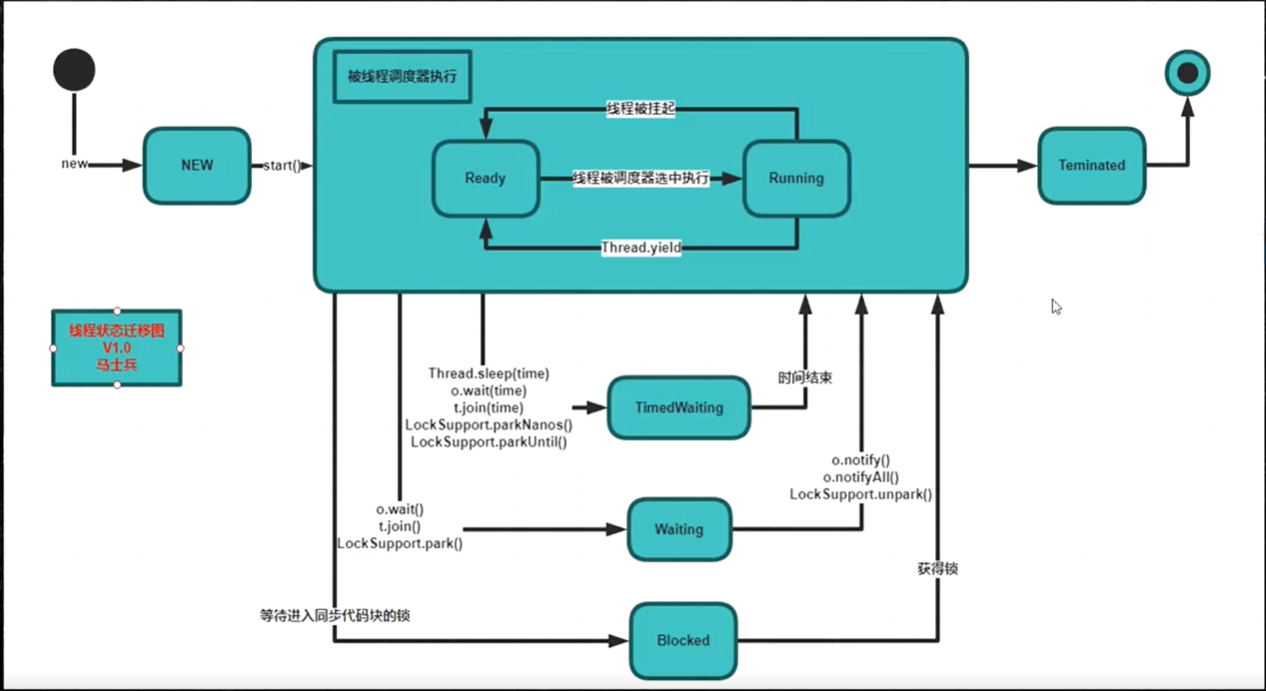 被线程调度器执行
线程被挂起
new
NEW
start()
Ready
线程被调度器选中执行
Running
Teminated
Thread.yield
线程状态迁移图
V1.0
马士兵
Thread.sleep(time)
o.wait(time)
t.join(time)
LockSupport.parkNanos()
LockSupport.parkUntil()
TimedWaiting
时间结束
o.notify()
o.notifyAll()
LockSupport.unpark()
o.wait()
t.join()
LockSupport.park()
Waiting
获得锁
等待进入同步代码块的锁
Blocked